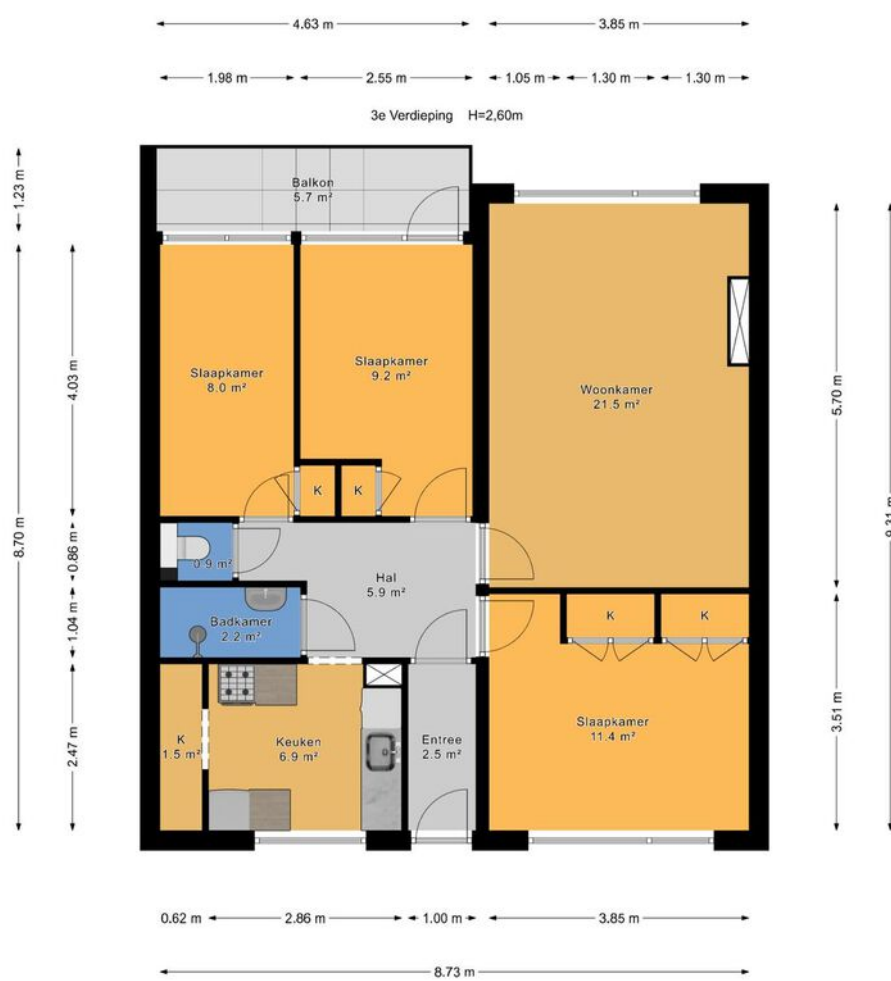 4.63 m
3.85 m
1.98 m
2.55 m
1.05 m
1.30 m
1.30 m
3e Verdieping H=2,60m
1.23 m
Balkon
5.7 m²
4.03 m
8.70 m
Slaapkamer
8.0 m²
Slaapkamer
9.2 m²
Woonkamer
21.5 m²
5.70 m
9.31 m
K
K
0.86 m
0.9 m²
Hal
5.9 m²
1.04 m
Badkamer
2.2 m²
K
K
2.47 m
K
1.5 m²
Keuken
6.9 m²
Entree
2.5 m²
Slaapkamer
11.4 m²
3.51 m
0.62 m
2.86 m
1.00 m
3.85 m
8.73 m